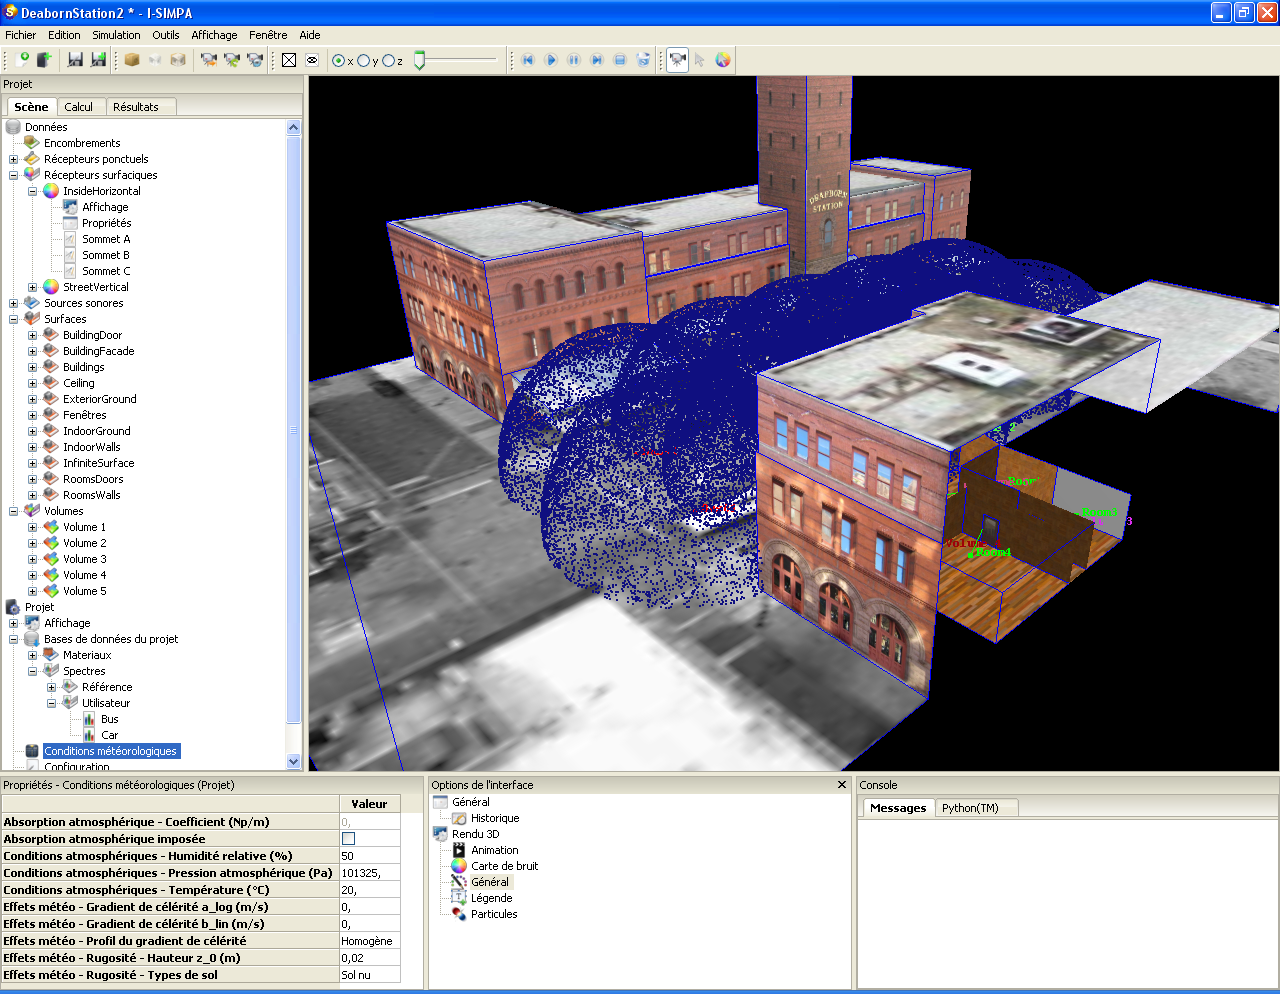 DeabornStation2 * - I-SIMPA
Fichier Edition Simulation Outils Affichage Fenêtre Aide
x y z
Projet
Scène Calcul Résultats
Données
Encombrements
Récepteurs ponctuels
Récepteurs surfaciques
InsideHorizontal
Affichage
Propriétés
Sommet A
Sommet B
Sommet C
StreetVertical
Sources sonores
Surfaces
BuildingDoor
BuildingFacade
Buildings
Ceiling
ExteriorGround
Fenêtres
IndoorGround
IndoorWalls
InfiniteSurface
RoomsDoors
RoomsWalls
Volumes
Volume 1
Volume 2
Volume 3
Volume 4
Volume 5
Projet
Affichage
Bases de données du projet
Materiaux
Spectres
Référence
Utilisateur
Bus
Car
Conditions météorologiques
Configuration
DEABORN
STATION
2
Room
Room3
3
Room4
Propriétés - Conditions météorologiques (Projet)
Valeur
Absorption atmosphérique - Coefficient (Np/m) 0,
Absorption atmosphérique imposée
Conditions atmosphériques - Humidité relative (%) 50
Conditions atmosphériques - Pression atmosphérique (Pa) 101325,
Conditions atmosphériques - Température (°C) 20,
Effets météo - Gradient de célérité a_log (m/s) 0,
Effets météo - Gradient de célérité b_lin (m/s) 0,
Effets météo - Profil du gradient de célérité Homogène
Effets météo - Rugosité - Hauteur z_0 (m) 0,02
Effets météo - Rugosité - Types de sol Sol nu
Options de l'interface
Général
Historique
Rendu 3D
Animation
Carte de bruit
Général
Légende
Particules
Console
Messages Python(TM)